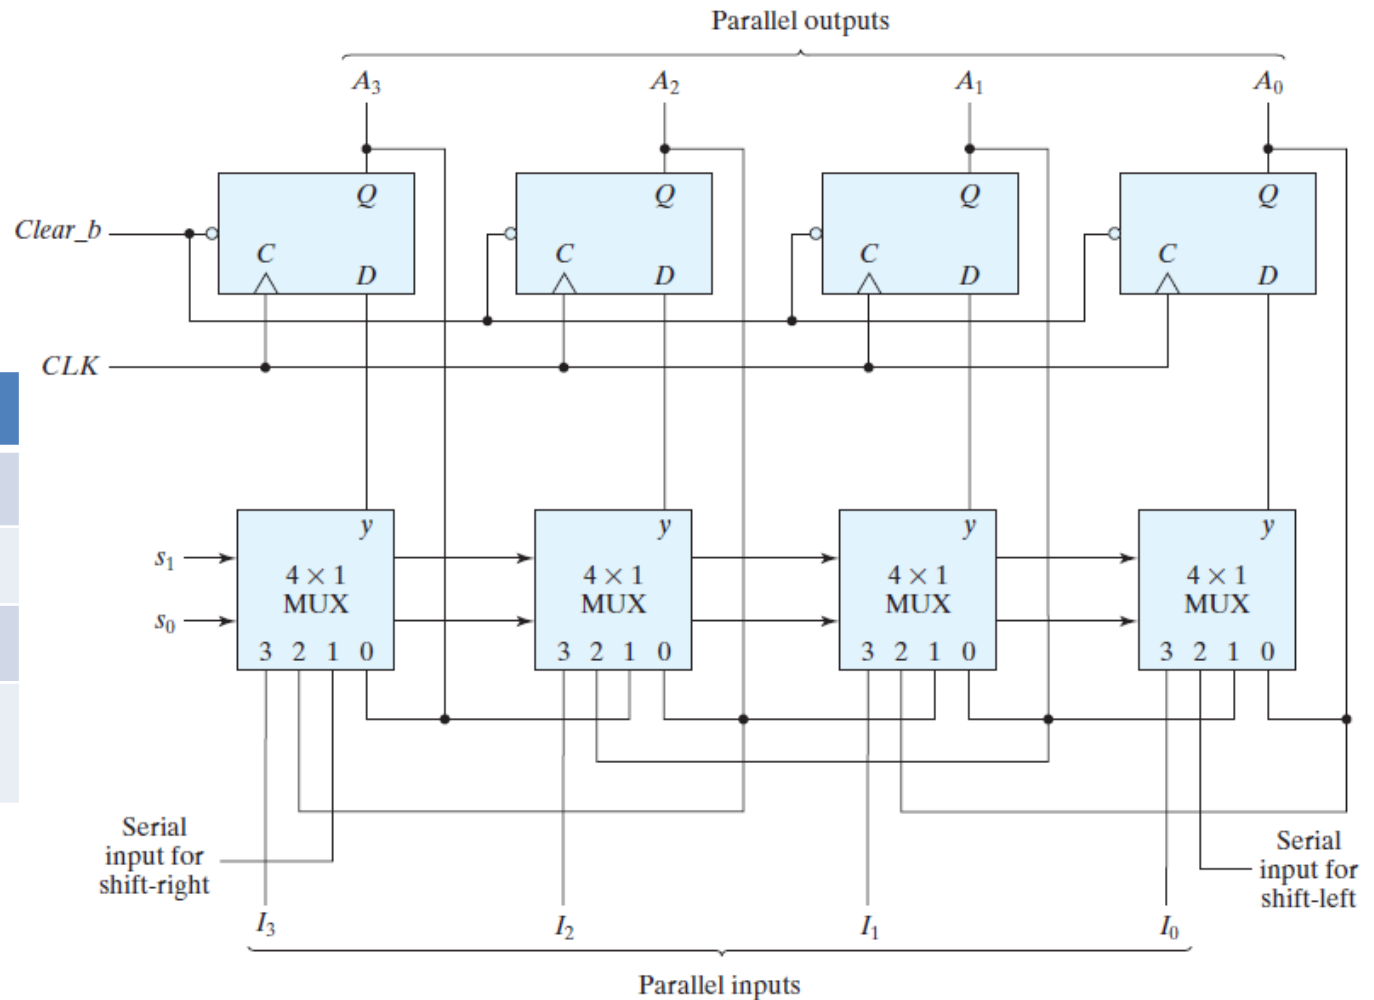 Parallel outputs
A₃ A₂ A₁ A₀
Q Q Q Q
Clear_b
C C C C
D D D D
CLK
y y y y
s₁
4 × 1 4 × 1 4 × 1 4 × 1
MUX MUX MUX MUX
s₀
3 2 1 0 3 2 1 0 3 2 1 0 3 2 1 0
Serial
input for
shift-right
Serial
input for
shift-left
I₃ I₂ I₁ I₀
Parallel inputs